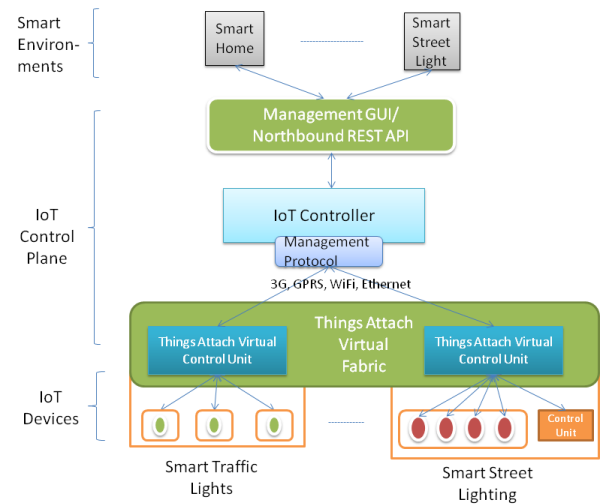 Smart
Environ-
ments
Smart
Home
Smart
Street
Light
Management GUI/
Northbound REST API
IoT
Control
Plane
IoT Controller
Management
Protocol
3G, GPRS, WiFi, Ethernet
Things Attach
Virtual
Fabric
Things Attach Virtual
Control Unit
Things Attach Virtual
Control Unit
IoT
Devices
Control
Unit
Smart Traffic
Lights
Smart Street
Lighting